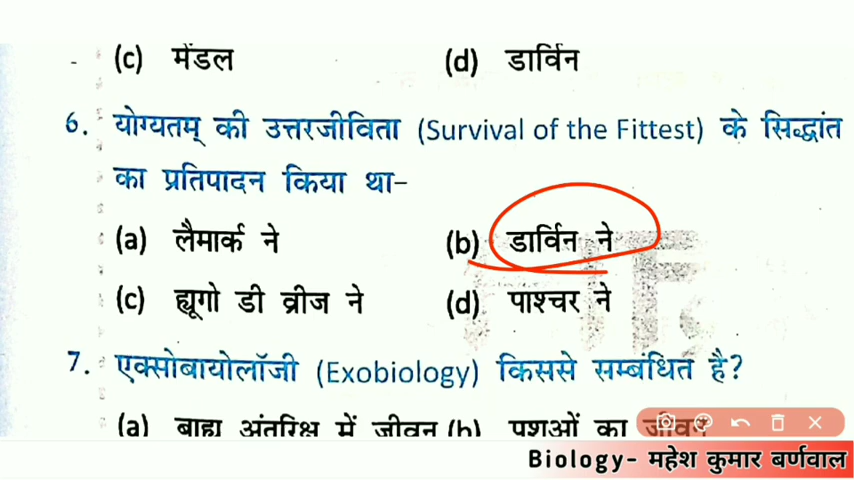 (c) मेंडल (d) डार्विन
6. योग्यतम् की उत्तरजीविता (Survival of the Fittest) के सिद्धांत
का प्रतिपादन किया था–
(a) लैमार्क ने (b) डार्विन ने
(c) ह्यूगो डी व्रीज ने (d) पाश्चर ने
7. एक्सोबायोलॉजी (Exobiology) किससे सम्बंधित है?
(a) बाह्य अंतरिक्ष में जीवन (b) पशुओं का जीवन
Biology- महेश कुमार बर्णवाल